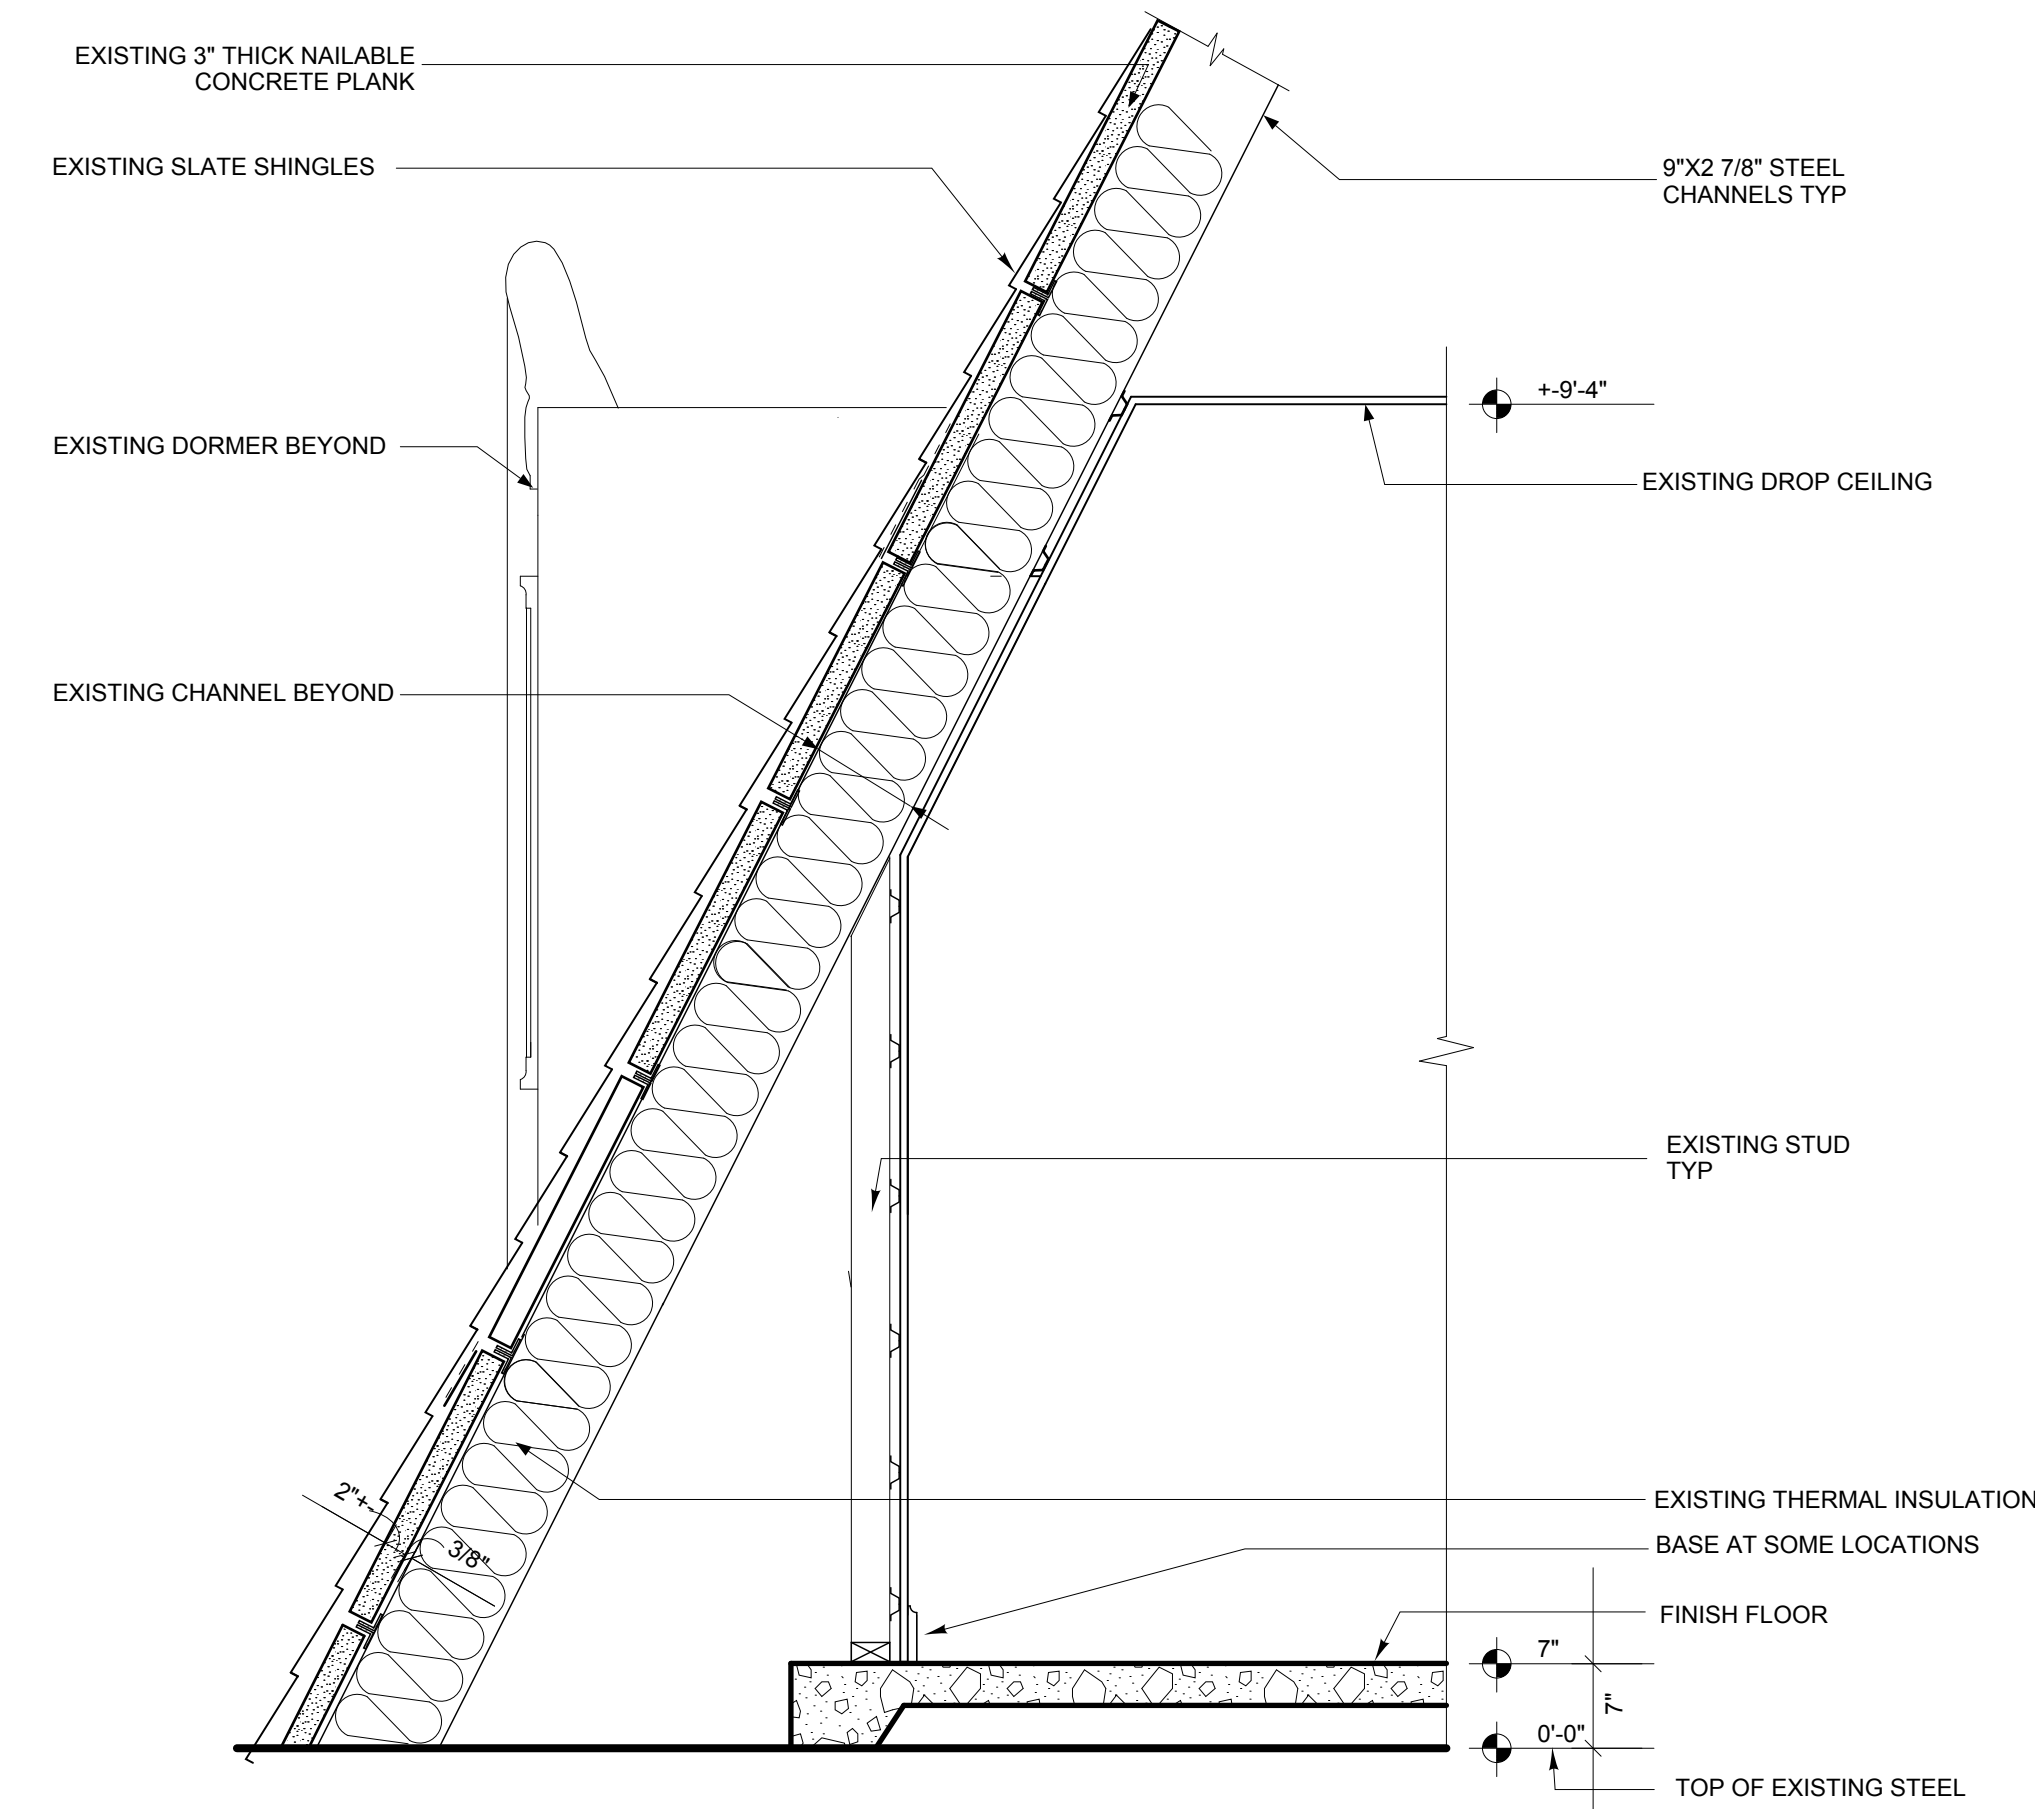 EXISTING 3" THICK NAILABLE
CONCRETE PLANK
EXISTING SLATE SHINGLES
9"X2 7/8" STEEL
CHANNELS TYP
+-9'-4"
EXISTING DORMER BEYOND
EXISTING DROP CEILING
EXISTING CHANNEL BEYOND
EXISTING STUD
TYP
2"+-
3/8"
EXISTING THERMAL INSULATION
BASE AT SOME LOCATIONS
FINISH FLOOR
7"
7"
0'-0"
TOP OF EXISTING STEEL